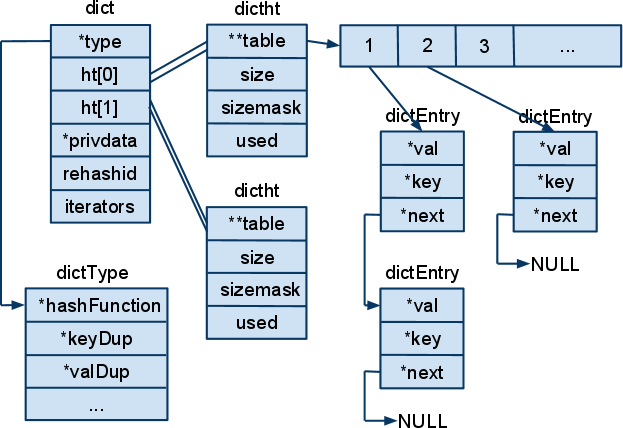 dict
*type
ht[0]
ht[1]
*privdata
rehashid
iterators
dictht
**table
size
sizemask
used
1 2 3 ...
dictEntry
*val
*key
*next
dictEntry
*val
*key
*next
NULL
dictht
**table
size
sizemask
used
dictType
*hashFunction
*keyDup
*valDup
...
dictEntry
*val
*key
*next
NULL